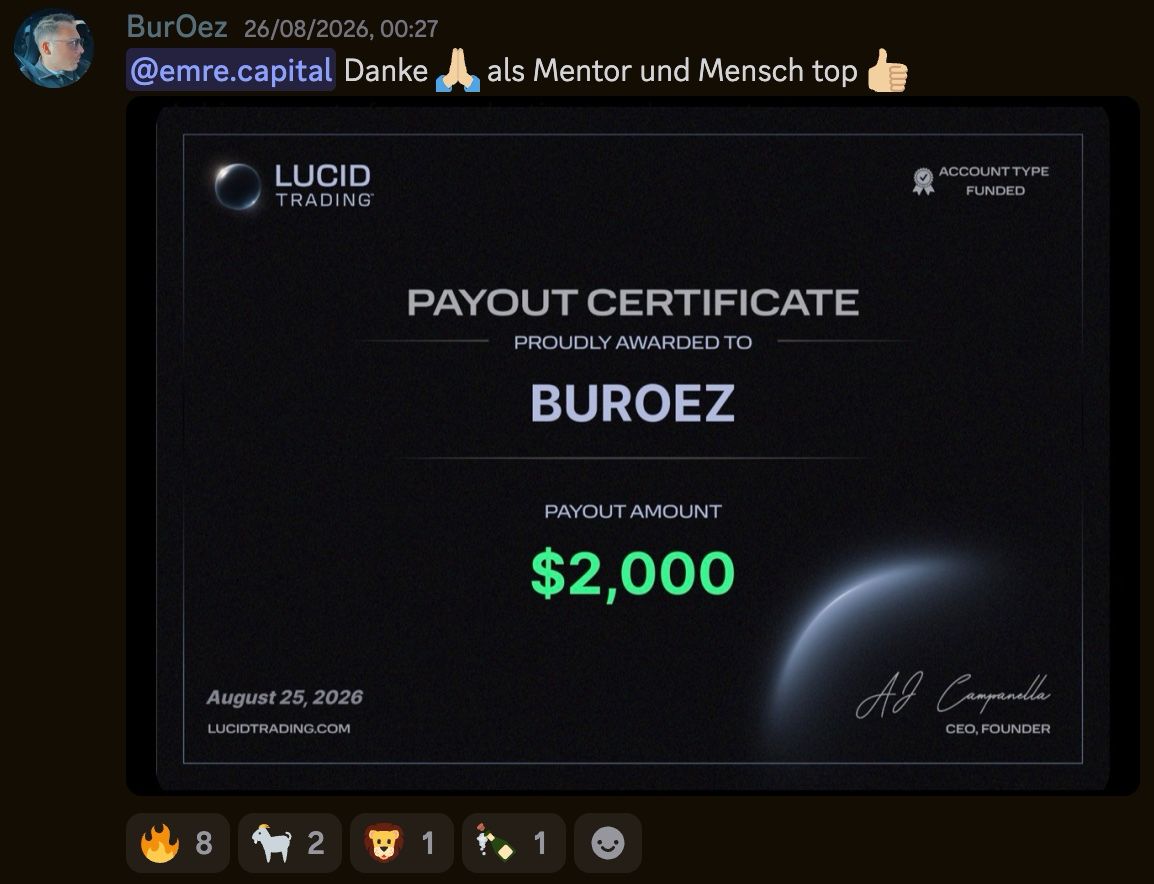 BurOez 26/08/2026, 00:27
@emre.capital Danke 🙏 als Mentor und Mensch top 👍
LUCID
TRADING
ACCOUNT TYPE
FUNDED
PAYOUT CERTIFICATE
PROUDLY AWARDED TO
BUROEZ
PAYOUT AMOUNT
$2,000
August 25, 2026
LUCIDTRADING.COM
AJ Campanella
CEO, FOUNDER
8 2 1 1